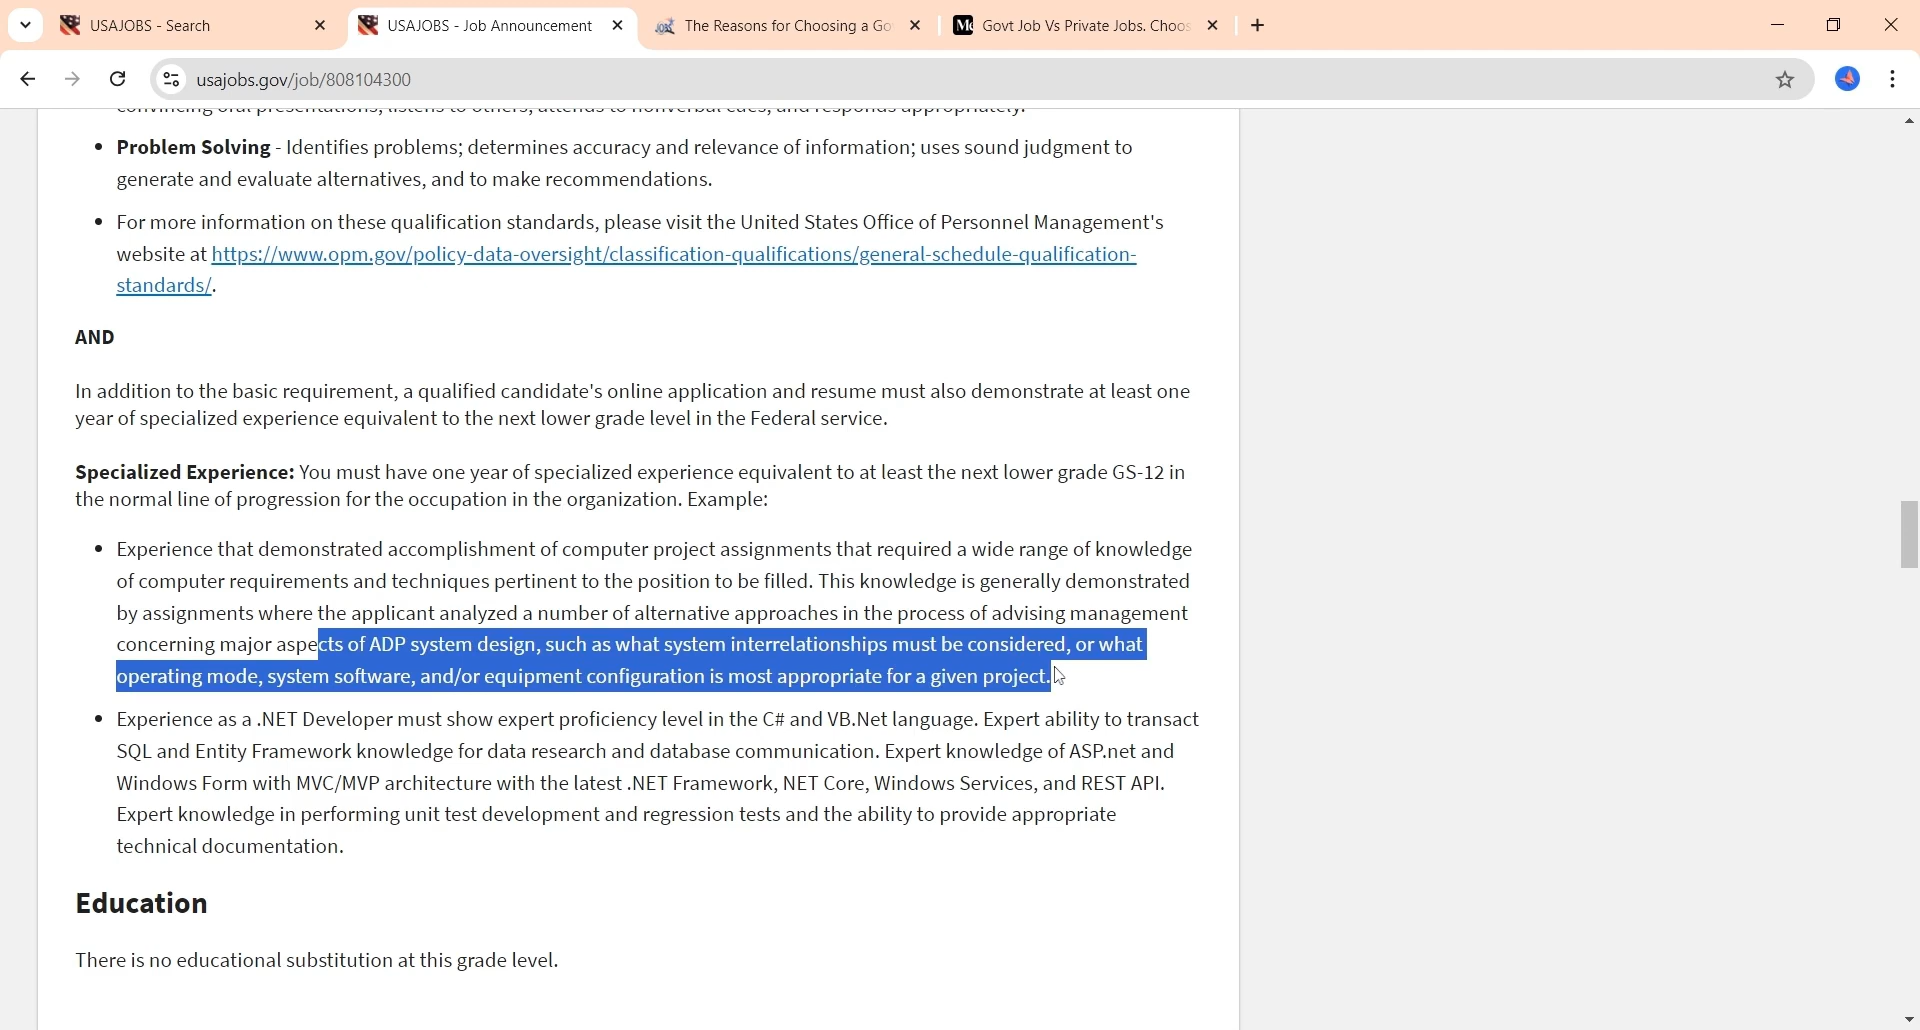 USAJOBS - Search
USAJOBS - Job Announcement
The Reasons for Choosing a Go
Govt Job Vs Private Jobs. Choos
usajobs.gov/job/808104300
convincing oral presentations; listens to others, attends to nonverbal cues, and responds appropriately.
• Problem Solving - Identifies problems; determines accuracy and relevance of information; uses sound judgment to
generate and evaluate alternatives, and to make recommendations.
• For more information on these qualification standards, please visit the United States Office of Personnel Management's
website at https://www.opm.gov/policy-data-oversight/classification-qualifications/general-schedule-qualification-
standards/.
AND
In addition to the basic requirement, a qualified candidate's online application and resume must also demonstrate at least one
year of specialized experience equivalent to the next lower grade level in the Federal service.
Specialized Experience: You must have one year of specialized experience equivalent to at least the next lower grade GS-12 in
the normal line of progression for the occupation in the organization. Example:
• Experience that demonstrated accomplishment of computer project assignments that required a wide range of knowledge
of computer requirements and techniques pertinent to the position to be filled. This knowledge is generally demonstrated
by assignments where the applicant analyzed a number of alternative approaches in the process of advising management
concerning major aspects of ADP system design, such as what system interrelationships must be considered, or what
operating mode, system software, and/or equipment configuration is most appropriate for a given project.
• Experience as a .NET Developer must show expert proficiency level in the C# and VB.Net language. Expert ability to transact
SQL and Entity Framework knowledge for data research and database communication. Expert knowledge of ASP.net and
Windows Form with MVC/MVP architecture with the latest .NET Framework, NET Core, Windows Services, and REST API.
Expert knowledge in performing unit test development and regression tests and the ability to provide appropriate
technical documentation.
Education
There is no educational substitution at this grade level.